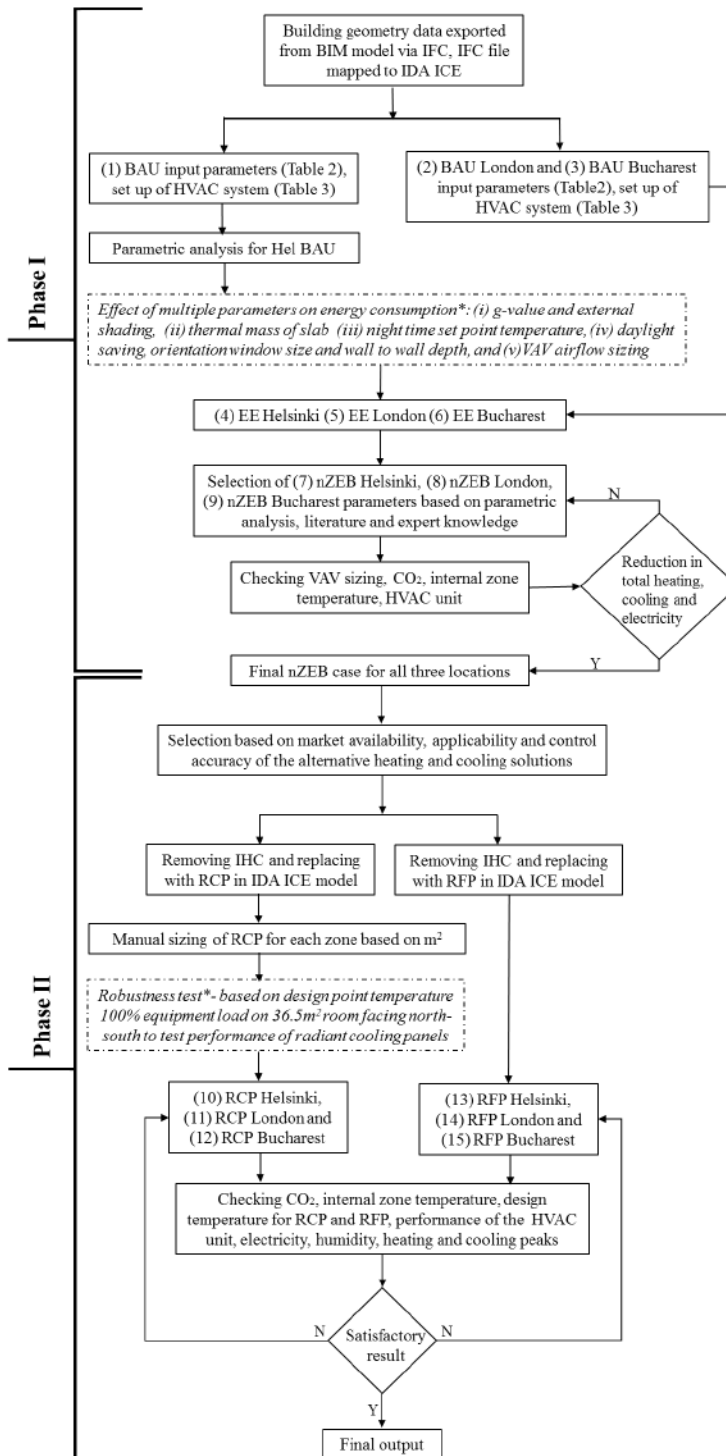 Phase I
Building geometry data exported
from BIM model via IFC, IFC file
mapped to IDA ICE
(1) BAU input parameters (Table 2),
set up of HVAC system (Table 3)
(2) BAU London and (3) BAU Bucharest
input parameters (Table2), set up of
HVAC system (Table 3)
Parametric analysis for Hel BAU
Effect of multiple parameters on energy consumption*: (i) g-value and external
shading, (ii) thermal mass of slab (iii) night time set point temperature, (iv) daylight
saving, orientation window size and wall to wall depth, and (v)VAV airflow sizing
(4) EE Helsinki (5) EE London (6) EE Bucharest
Selection of (7) nZEB Helsinki, (8) nZEB London,
(9) nZEB Bucharest parameters based on parametric
analysis, literature and expert knowledge
N
Checking VAV sizing, CO₂, internal zone
temperature, HVAC unit
Reduction in
total heating,
cooling and
electricity
Y
Phase II
Final nZEB case for all three locations
Selection based on market availability, applicability and control
accuracy of the alternative heating and cooling solutions
Removing IHC and replacing
with RCP in IDA ICE model
Removing IHC and replacing
with RFP in IDA ICE model
Manual sizing of RCP for each zone based on m²
Robustness test*- based on design point temperature
100% equipment load on 36.5m² room facing north-
south to test performance of radiant cooling panels
(10) RCP Helsinki,
(11) RCP London and
(12) RCP Bucharest
(13) RFP Helsinki,
(14) RFP London and
(15) RFP Bucharest
Checking CO₂, internal zone temperature, design
temperature for RCP and RFP, performance of the HVAC
unit, electricity, humidity, heating and cooling peaks
N
Satisfactory
result
N
Y
Final output